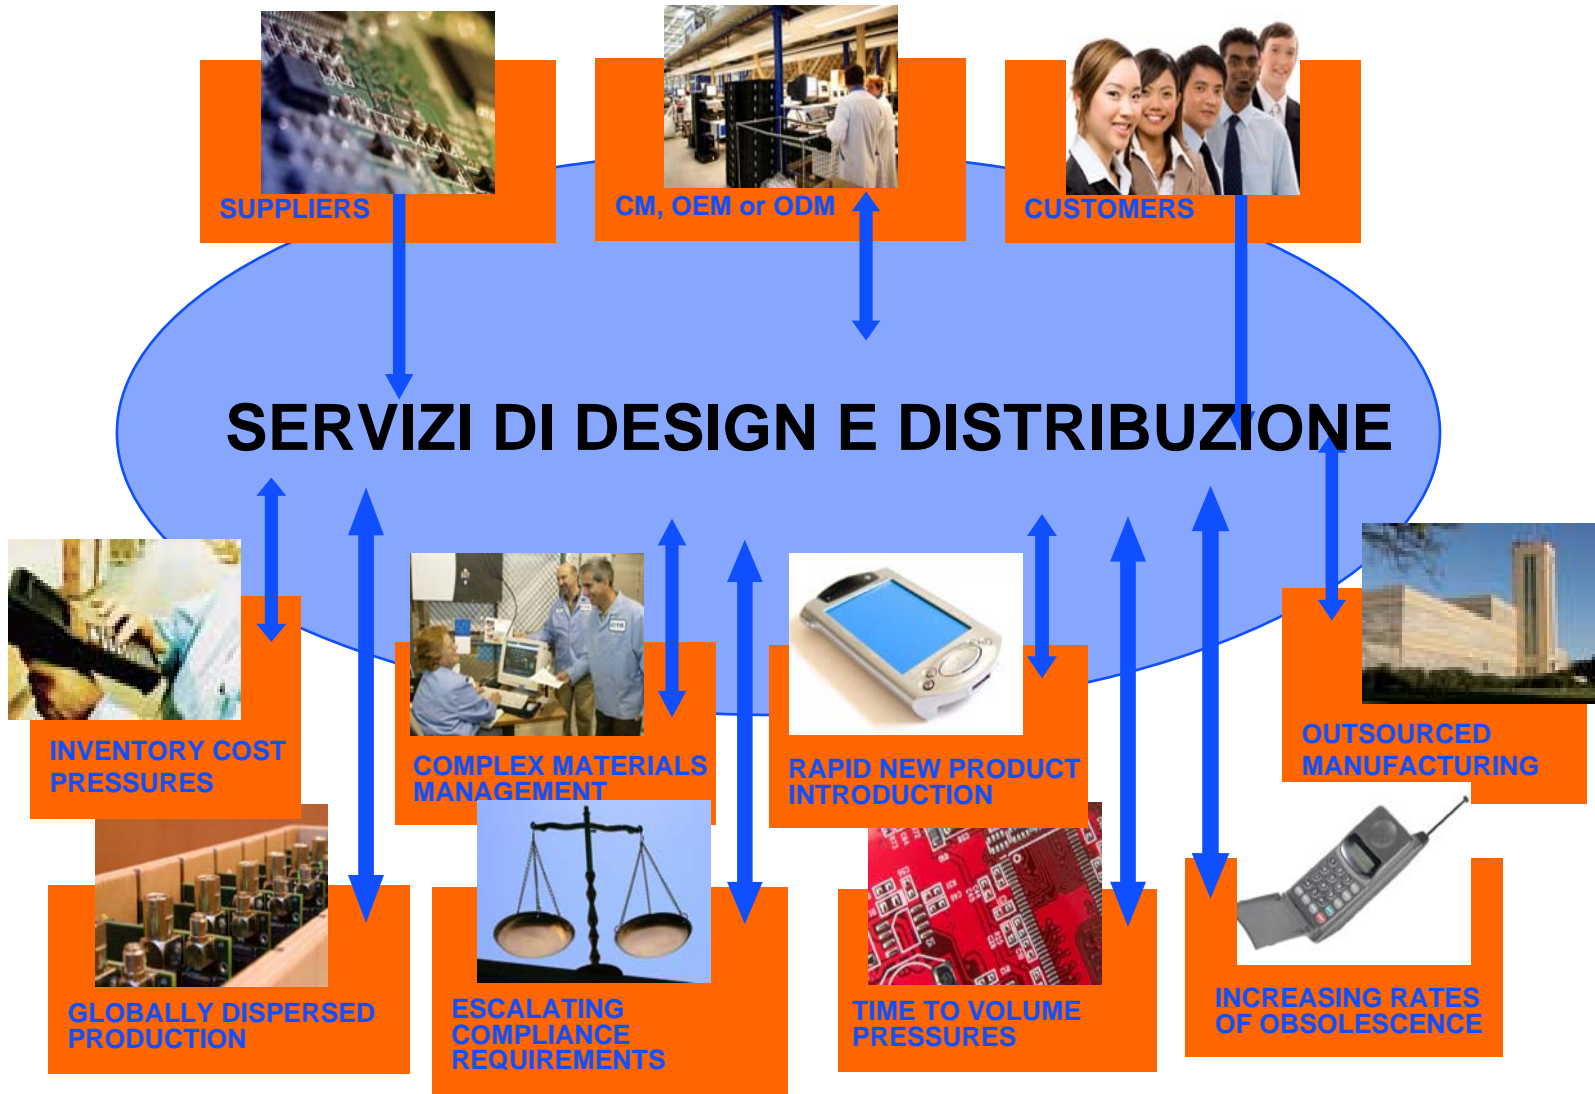 SUPPLIERS
CM, OEM or ODM
CUSTOMERS
SERVIZI DI DESIGN E DISTRIBUZIONE
INVENTORY COST
PRESSURES
COMPLEX MATERIALS
MANAGEMENT
RAPID NEW PRODUCT
INTRODUCTION
OUTSOURCED
MANUFACTURING
GLOBALLY DISPERSED
PRODUCTION
ESCALATING
COMPLIANCE
REQUIREMENTS
TIME TO VOLUME
PRESSURES
INCREASING RATES
OF OBSOLESCENCE